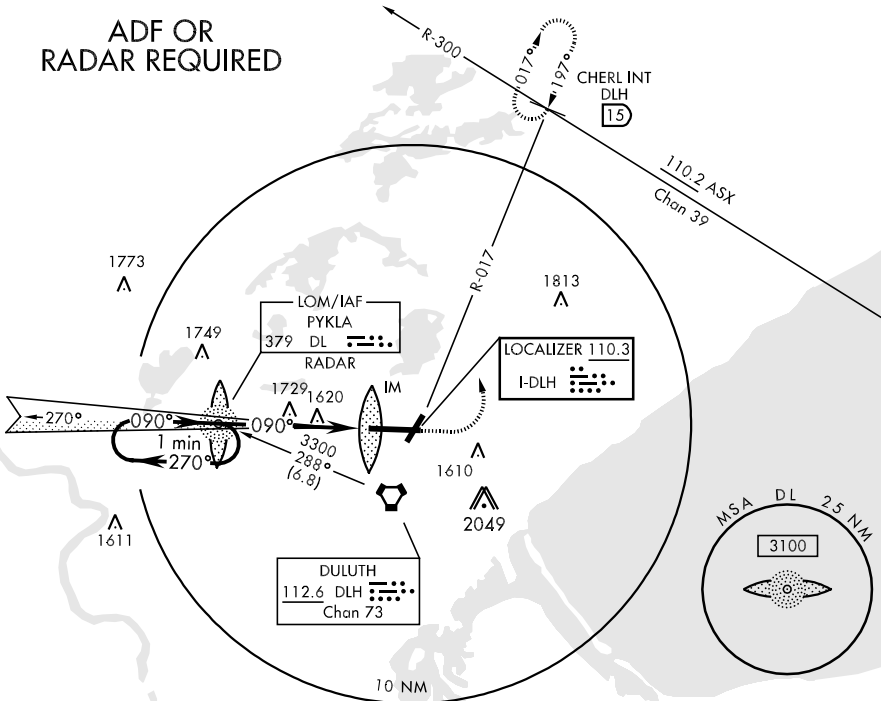 ADF OR
RADAR REQUIRED
R-300
017°
197°
CHERL INT
DLH
15
110.2 ASX
Chan 39
1773
R-017
1813
LOM/IAF
PYKLA
379 DL
RADAR
1749
LOCALIZER 110.3
I-DLH
1729
1620
IM
270°
090°
090°
1 min
270°
3300
288°
(6.8)
1610
2049
1611
MSA DL 25 NM
3100
DULUTH
112.6 DLH
Chan 73
10 NM